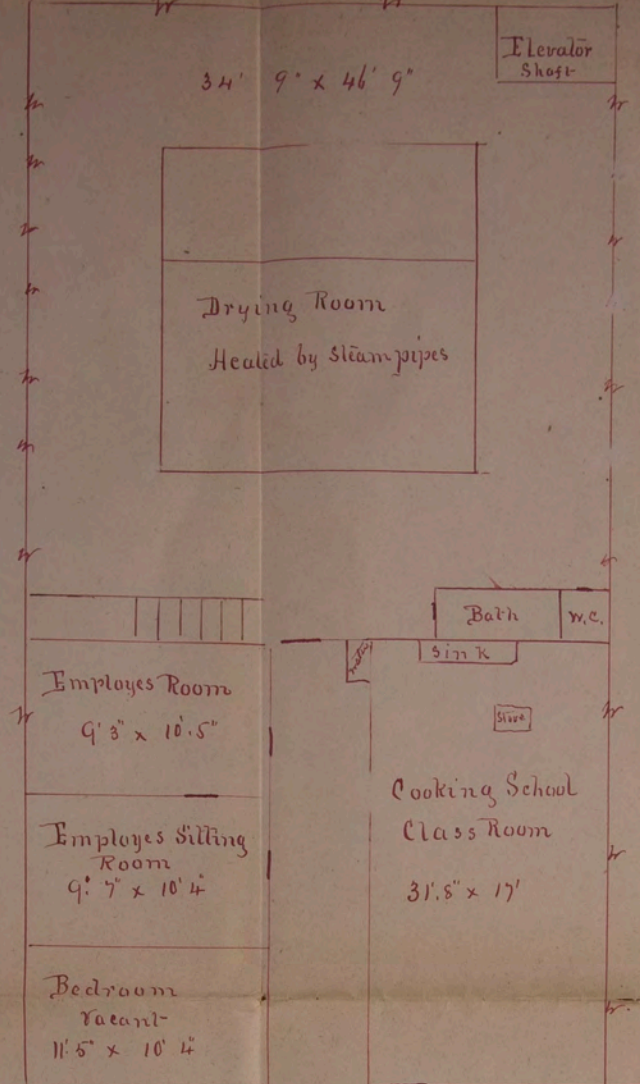 Elevator
Shaft
34' 9" x 46' 9"
Drying Room
Heated by Steam pipes
Bath
W.C.
Sink
Employes Room
9' 3" x 10'.5"
Stove
Cooking School
Class Room
31'.8" x 17'
Employes Sitting
Room
9' 7" x 10' 4"
Bedroom
Vacant
11' 5" x 10' 4"